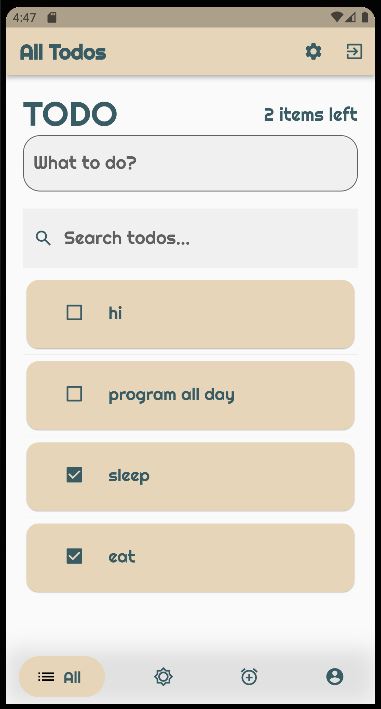 4:47
All Todos
TODO
2 items left
What to do?
Search todos...
hi
program all day
sleep
eat
All